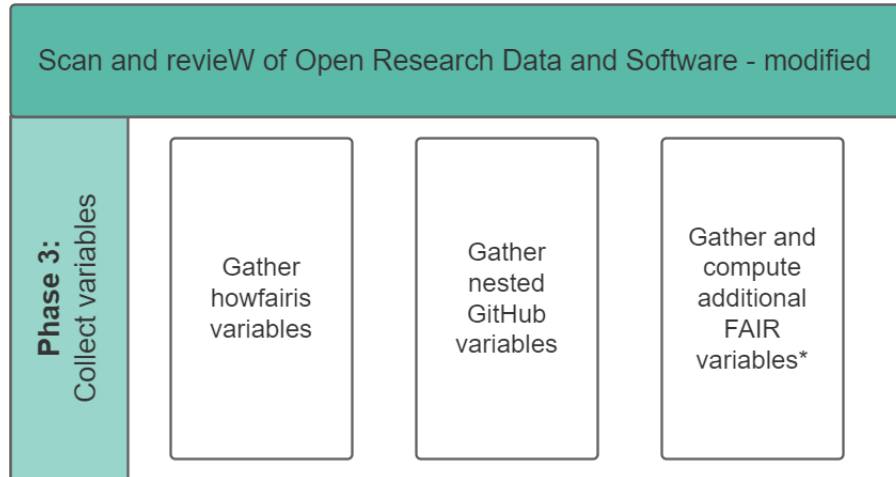 Scan and revieW of Open Research Data and Software - modified
Phase 3:
Collect variables
Gather
howfairis
variables
Gather
nested
GitHub
variables
Gather and
compute
additional
FAIR
variables*